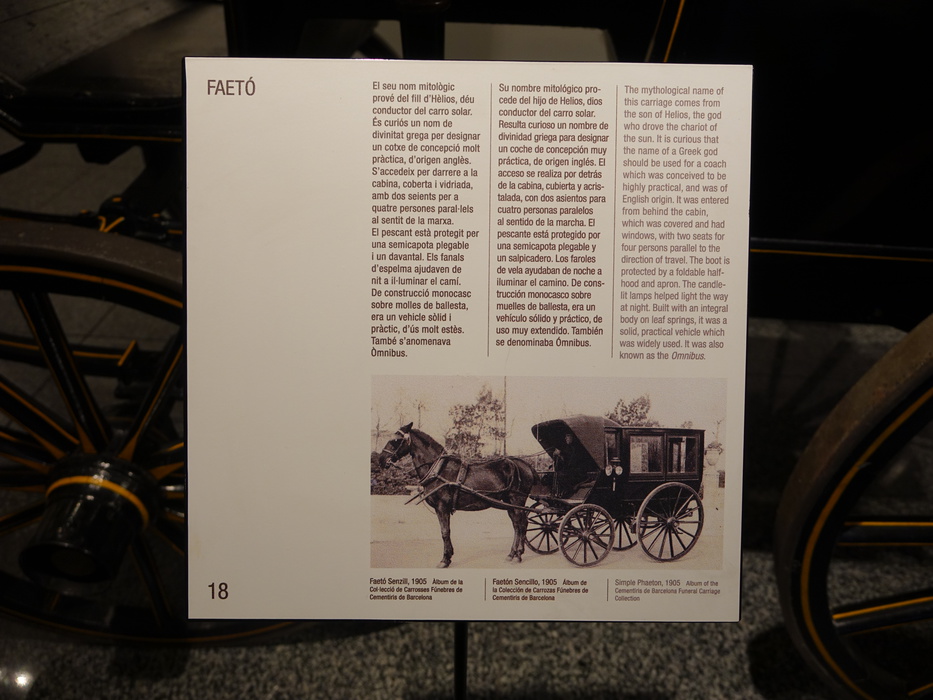 FAETÓ
El seu nom mitològic
prové del fill d'Hèlios, déu
conductor del carro solar.
És curiós un nom de
divinitat grega per designar
un cotxe de concepció molt
pràctica, d'origen anglès.
S'accedeix per darrere a la
cabina, coberta i vidriada,
amb dos seients per a
quatre persones paral·lels
al sentit de la marxa.
El pescant està protegit per
una semicapota plegable
i un davantal. Els fanals
d'espelma ajudaven de
nit a il·luminar el camí.
De construcció monocasc
sobre molles de ballesta,
era un vehicle sòlid i
pràctic, d'ús molt estès.
També s'anomenava
Òmnibus.
Su nombre mitológico pro-
cede del hijo de Helios, dios
conductor del carro solar.
Resulta curioso un nombre de
divinidad griega para designar
un coche de concepción muy
práctica, de origen inglés. El
acceso se realiza por detrás
de la cabina, cubierta y acris-
talada, con dos asientos para
cuatro personas paralelos
al sentido de la marcha. El
pescante está protegido por
una semicapota plegable y
un salpicadero. Los faroles
de vela ayudaban de noche a
iluminar el camino. De cons-
trucción monocasco sobre
muelles de ballesta, era un
vehículo sólido y práctico, de
uso muy extendido. También
se denominaba Ómnibus.
The mythological name of
this carriage comes from
the son of Helios, the god
who drove the chariot of
the sun. It is curious that
the name of a Greek god
should be used for a coach
which was conceived to be
highly practical, and was of
English origin. It was entered
from behind the cabin,
which was covered and had
windows, with two seats for
four persons parallel to the
direction of travel. The boot is
protected by a foldable half-
hood and apron. The candle-
lit lamps helped light the way
at night. Built with an integral
body on leaf springs, it was a
solid, practical vehicle which
was widely used. It was also
known as the Omnibus.
Faetó Senzill, 1905 Àlbum de la
Col·lecció de Carrosses Fúnebres de
Cementiris de Barcelona
Faetón Sencillo, 1905 Álbum de
la Colección de Carrozas Fúnebres de
Cementiris de Barcelona
Simple Phaeton, 1905 Album of the
Cementiris de Barcelona Funeral Carriage
Collection
18